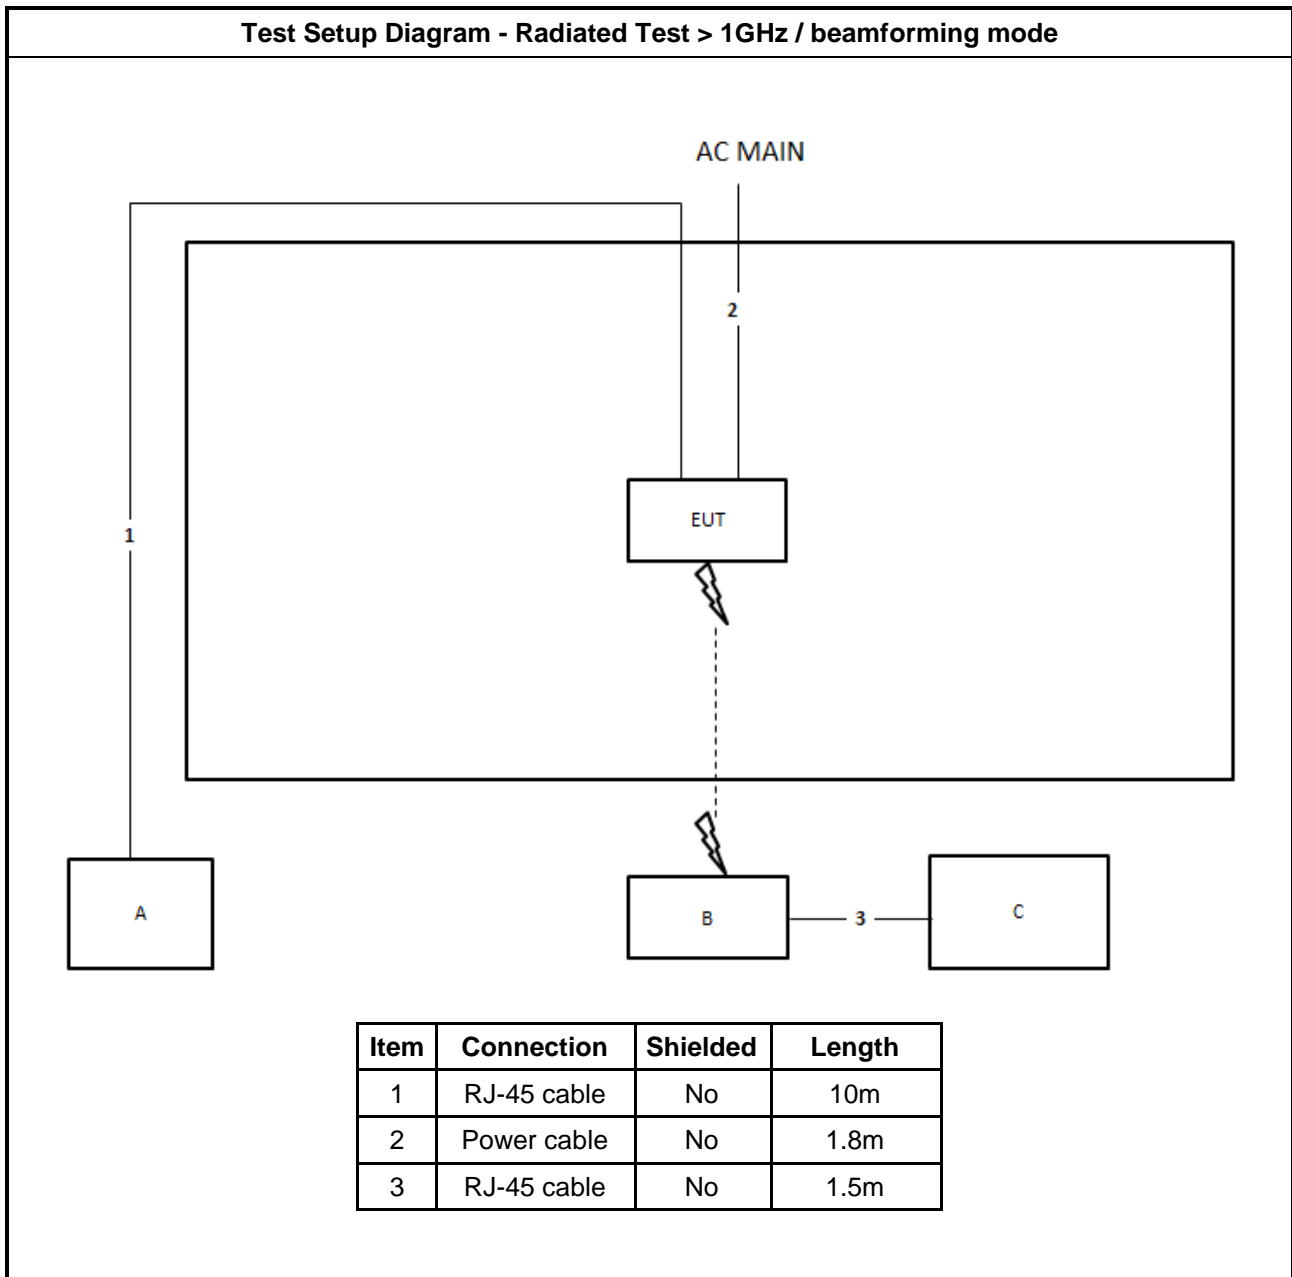 Test Setup Diagram - Radiated Test > 1GHz / beamforming mode
AC MAIN
2
1
EUT
A
B
3
C
Item Connection Shielded Length
1 RJ-45 cable No 10m
2 Power cable No 1.8m
3 RJ-45 cable No 1.5m